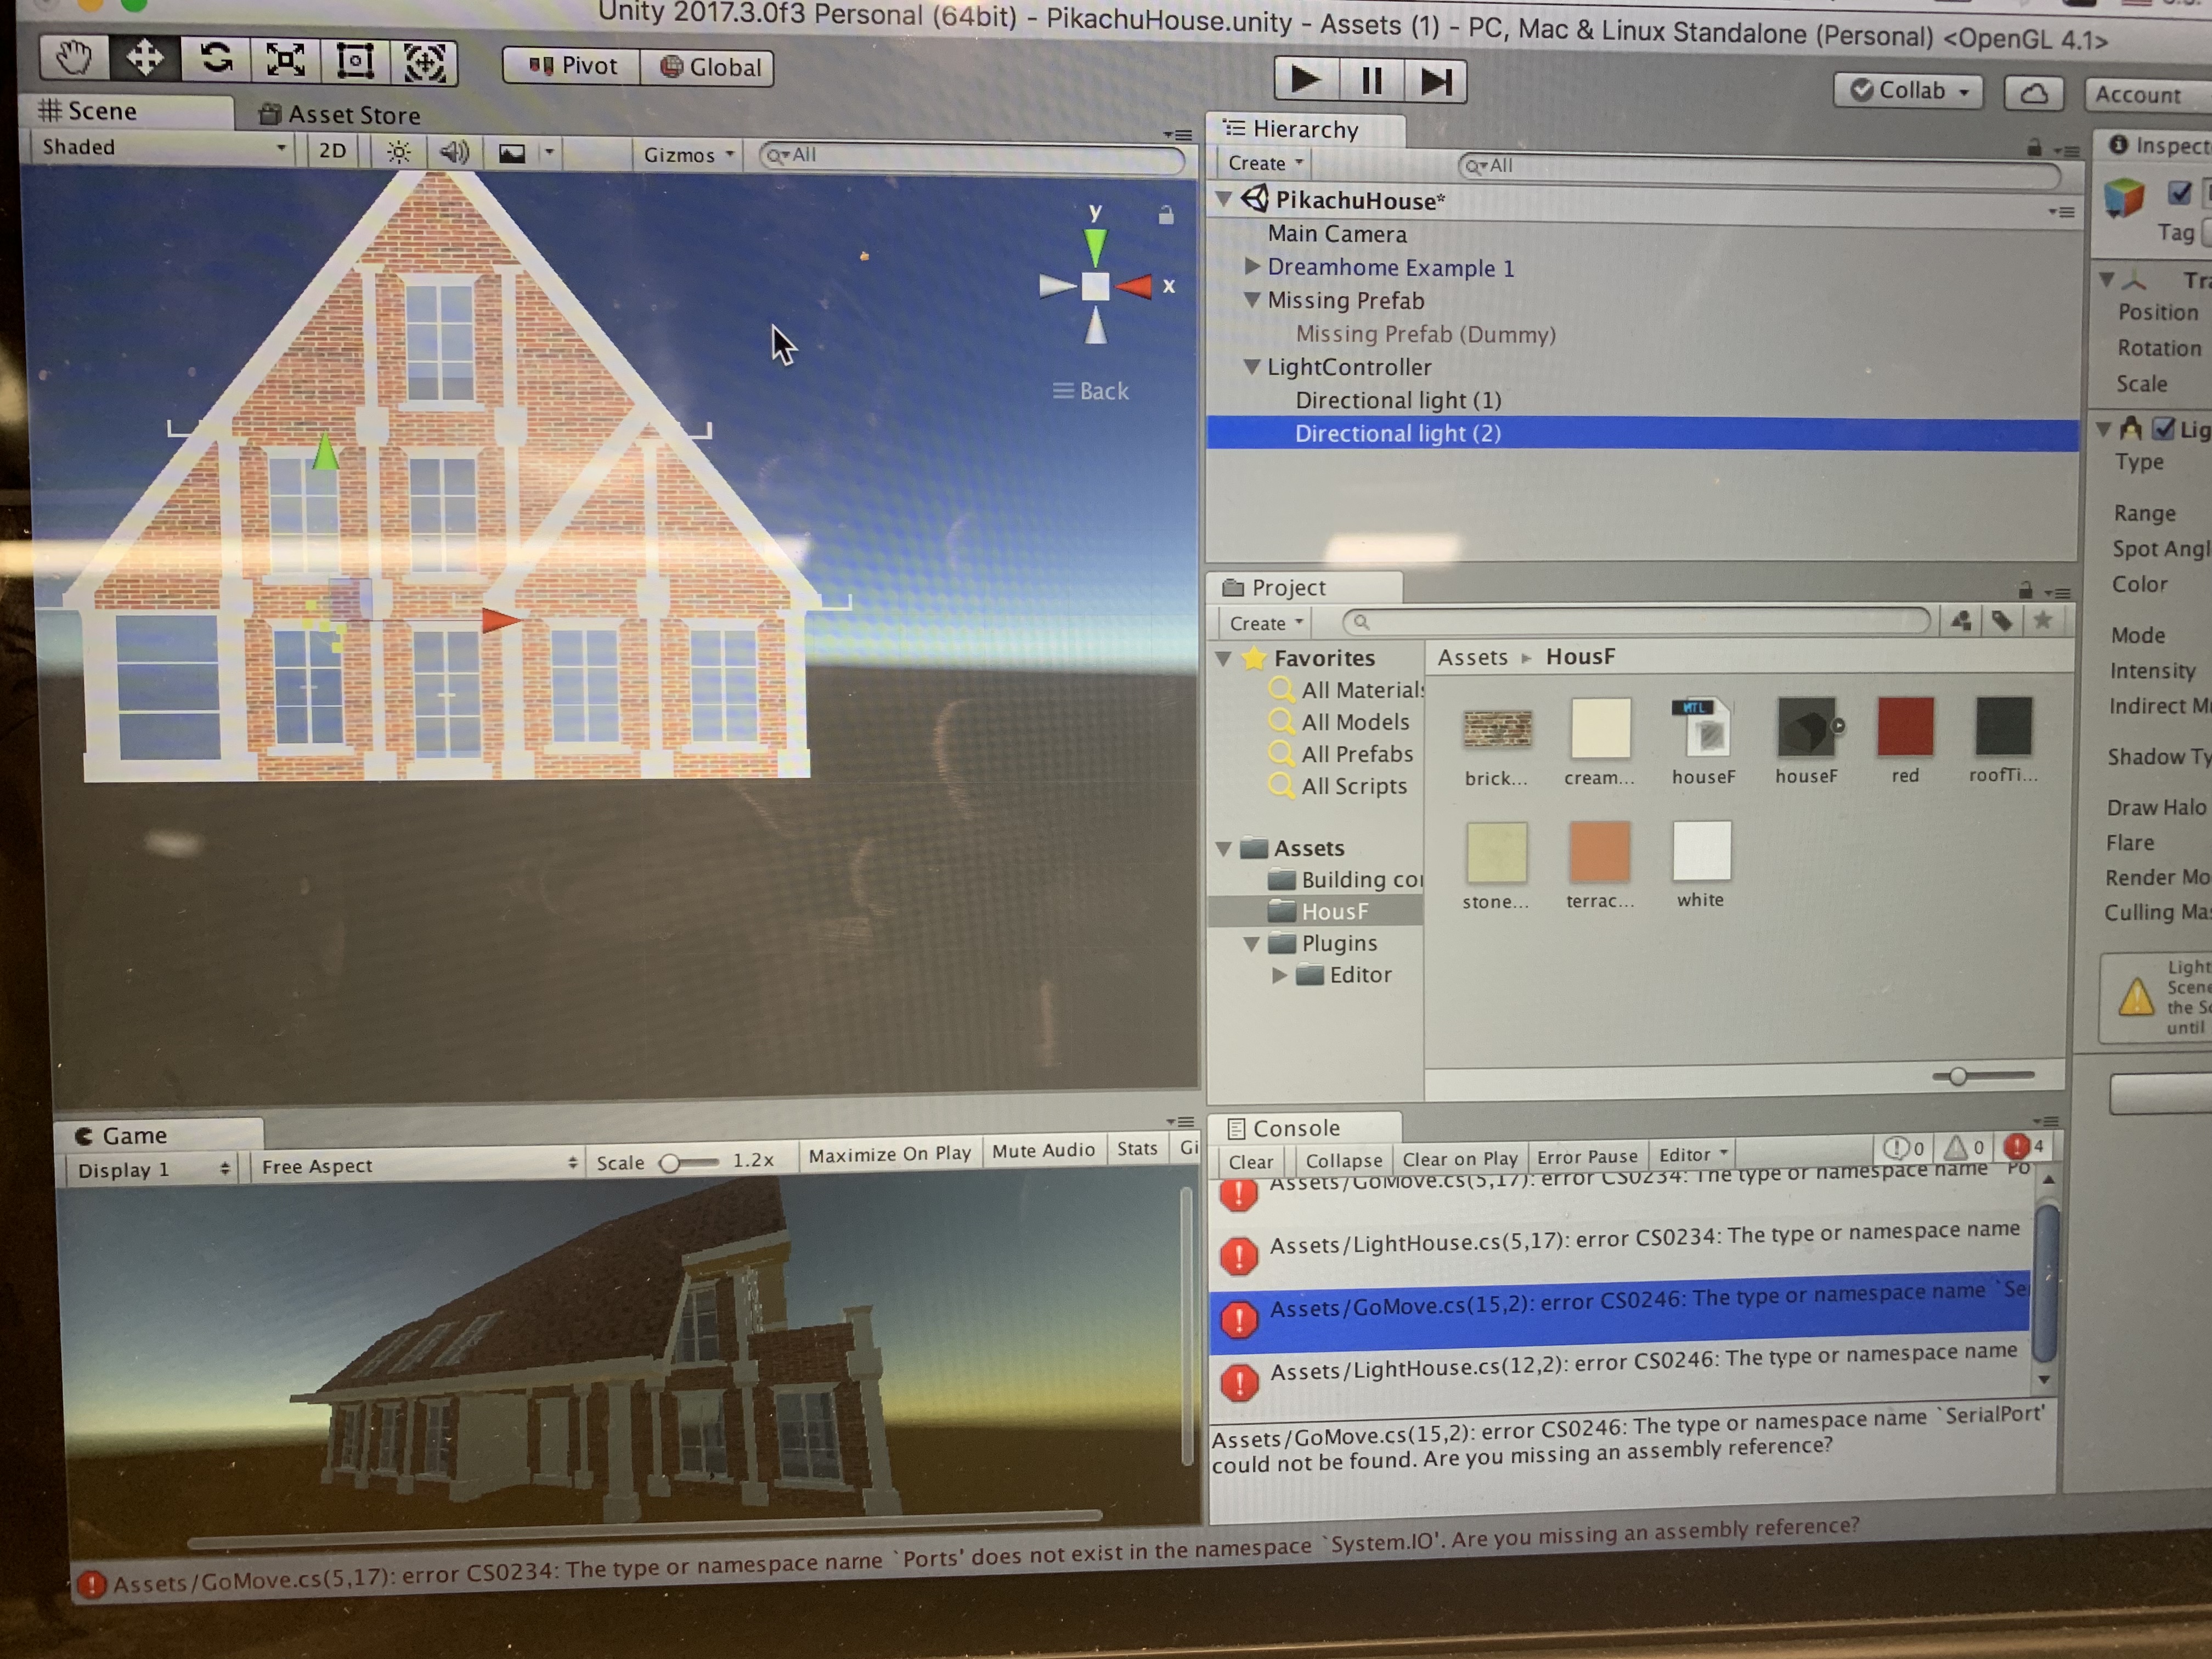 Unity 2017.3.0f3 Personal (64bit) - PikachuHouse.unity - Assets (1) - PC, Mac & Linux Standalone (Personal) <OpenGL 4.1>
Pivot
Global
Collab
Account
Scene
Asset Store
Shaded
2D
Gizmos
All
y
x
Back
Hierarchy
Create
All
PikachuHouse*
Main Camera
Dreamhome Example 1
Missing Prefab
Missing Prefab (Dummy)
LightController
Directional light (1)
Directional light (2)
Project
Create
Favorites
All Materials
All Models
All Prefabs
All Scripts
Assets
Building co
HousF
Plugins
Editor
Assets ▸ HousF
brick...
cream...
MTL
houseF
houseF
red
roofTi...
stone...
terrac...
white
Inspect
Tag
Tra
Position
Rotation
Scale
Lig
Type
Range
Spot Angl
Color
Mode
Intensity
Indirect M
Shadow Ty
Draw Halo
Flare
Render Mo
Culling Ma
Light
Scene
the S
until
Game
Display 1
Free Aspect
Scale
1.2x
Maximize On Play
Mute Audio
Stats
Gi
Console
Clear
Collapse
Clear on Play
Error Pause
Editor
0
0
4
Assets/GoMove.cs(5,17): error CS0234: The type or namespace name `Po
Assets/LightHouse.cs(5,17): error CS0234: The type or namespace name
Assets/GoMove.cs(15,2): error CS0246: The type or namespace name `Se
Assets/LightHouse.cs(12,2): error CS0246: The type or namespace name
Assets/GoMove.cs(15,2): error CS0246: The type or namespace name `SerialPort'
could not be found. Are you missing an assembly reference?
Assets/GoMove.cs(5,17): error CS0234: The type or namespace name `Ports' does not exist in the namespace `System.IO'. Are you missing an assembly reference?